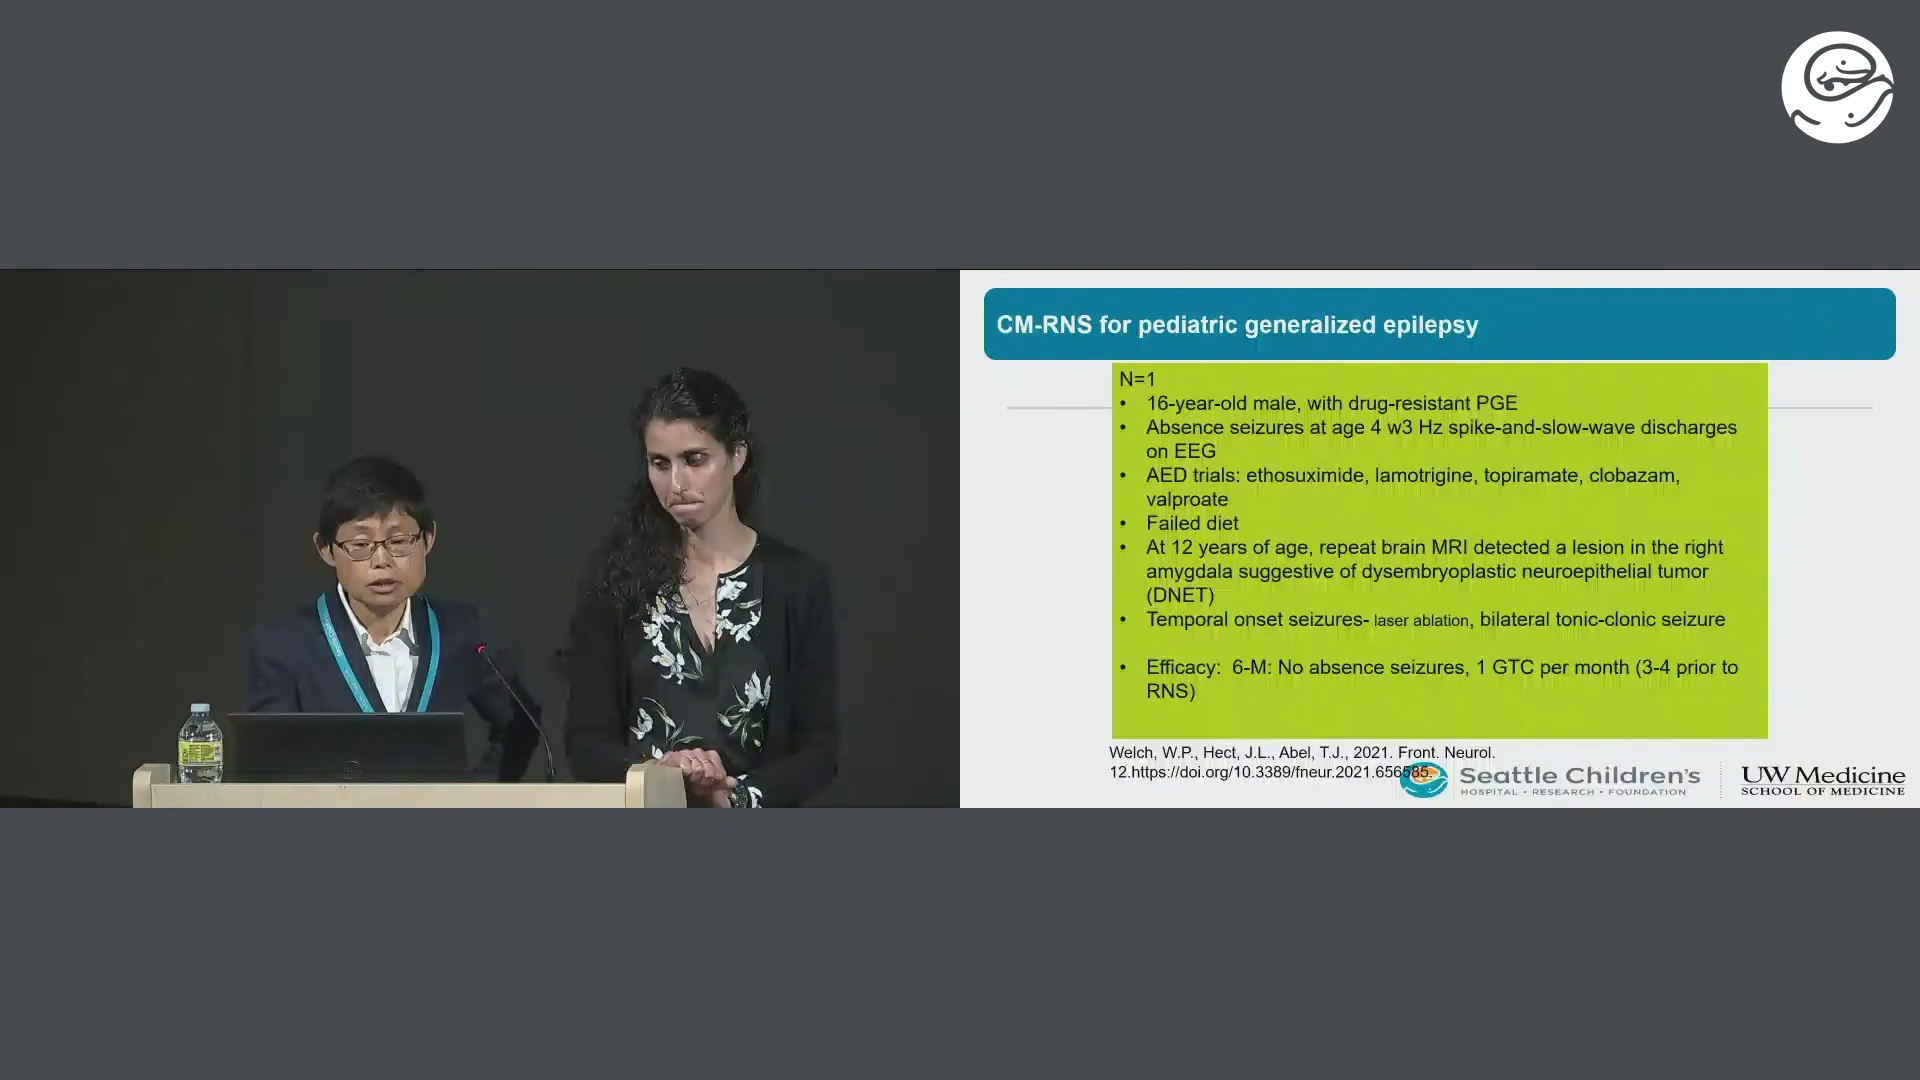 CM-RNS for pediatric generalized epilepsy
N=1
• 16-year-old male, with drug-resistant PGE
• Absence seizures at age 4 w3 Hz spike-and-slow-wave discharges
on EEG
• AED trials: ethosuximide, lamotrigine, topiramate, clobazam,
valproate
• Failed diet
• At 12 years of age, repeat brain MRI detected a lesion in the right
amygdala suggestive of dysembryoplastic neuroepithelial tumor
(DNET)
• Temporal onset seizures- laser ablation, bilateral tonic-clonic seizure
• Efficacy: 6-M: No absence seizures, 1 GTC per month (3-4 prior to
RNS)
Welch, W.P., Hect, J.L., Abel, T.J., 2021. Front. Neurol.
12.https://doi.org/10.3389/fneur.2021.656585.
Seattle Children's
HOSPITAL • RESEARCH • FOUNDATION
UW Medicine
SCHOOL OF MEDICINE